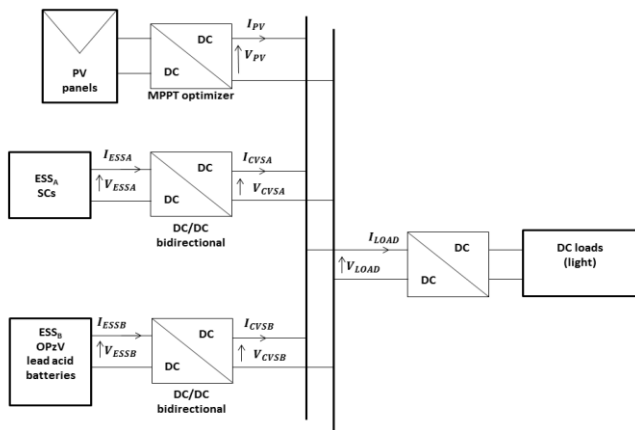 PV
panels
DC
DC
MPPT optimizer
I_PV
V_PV
ESS_A
SCs
I_ESSA
V_ESSA
DC
DC
DC/DC
bidirectional
I_CVSA
V_CVSA
I_LOAD
V_LOAD
DC
DC
DC loads
(light)
ESS_B
OPzV
lead acid
batteries
I_ESSB
V_ESSB
DC
DC
DC/DC
bidirectional
I_CVSB
V_CVSB